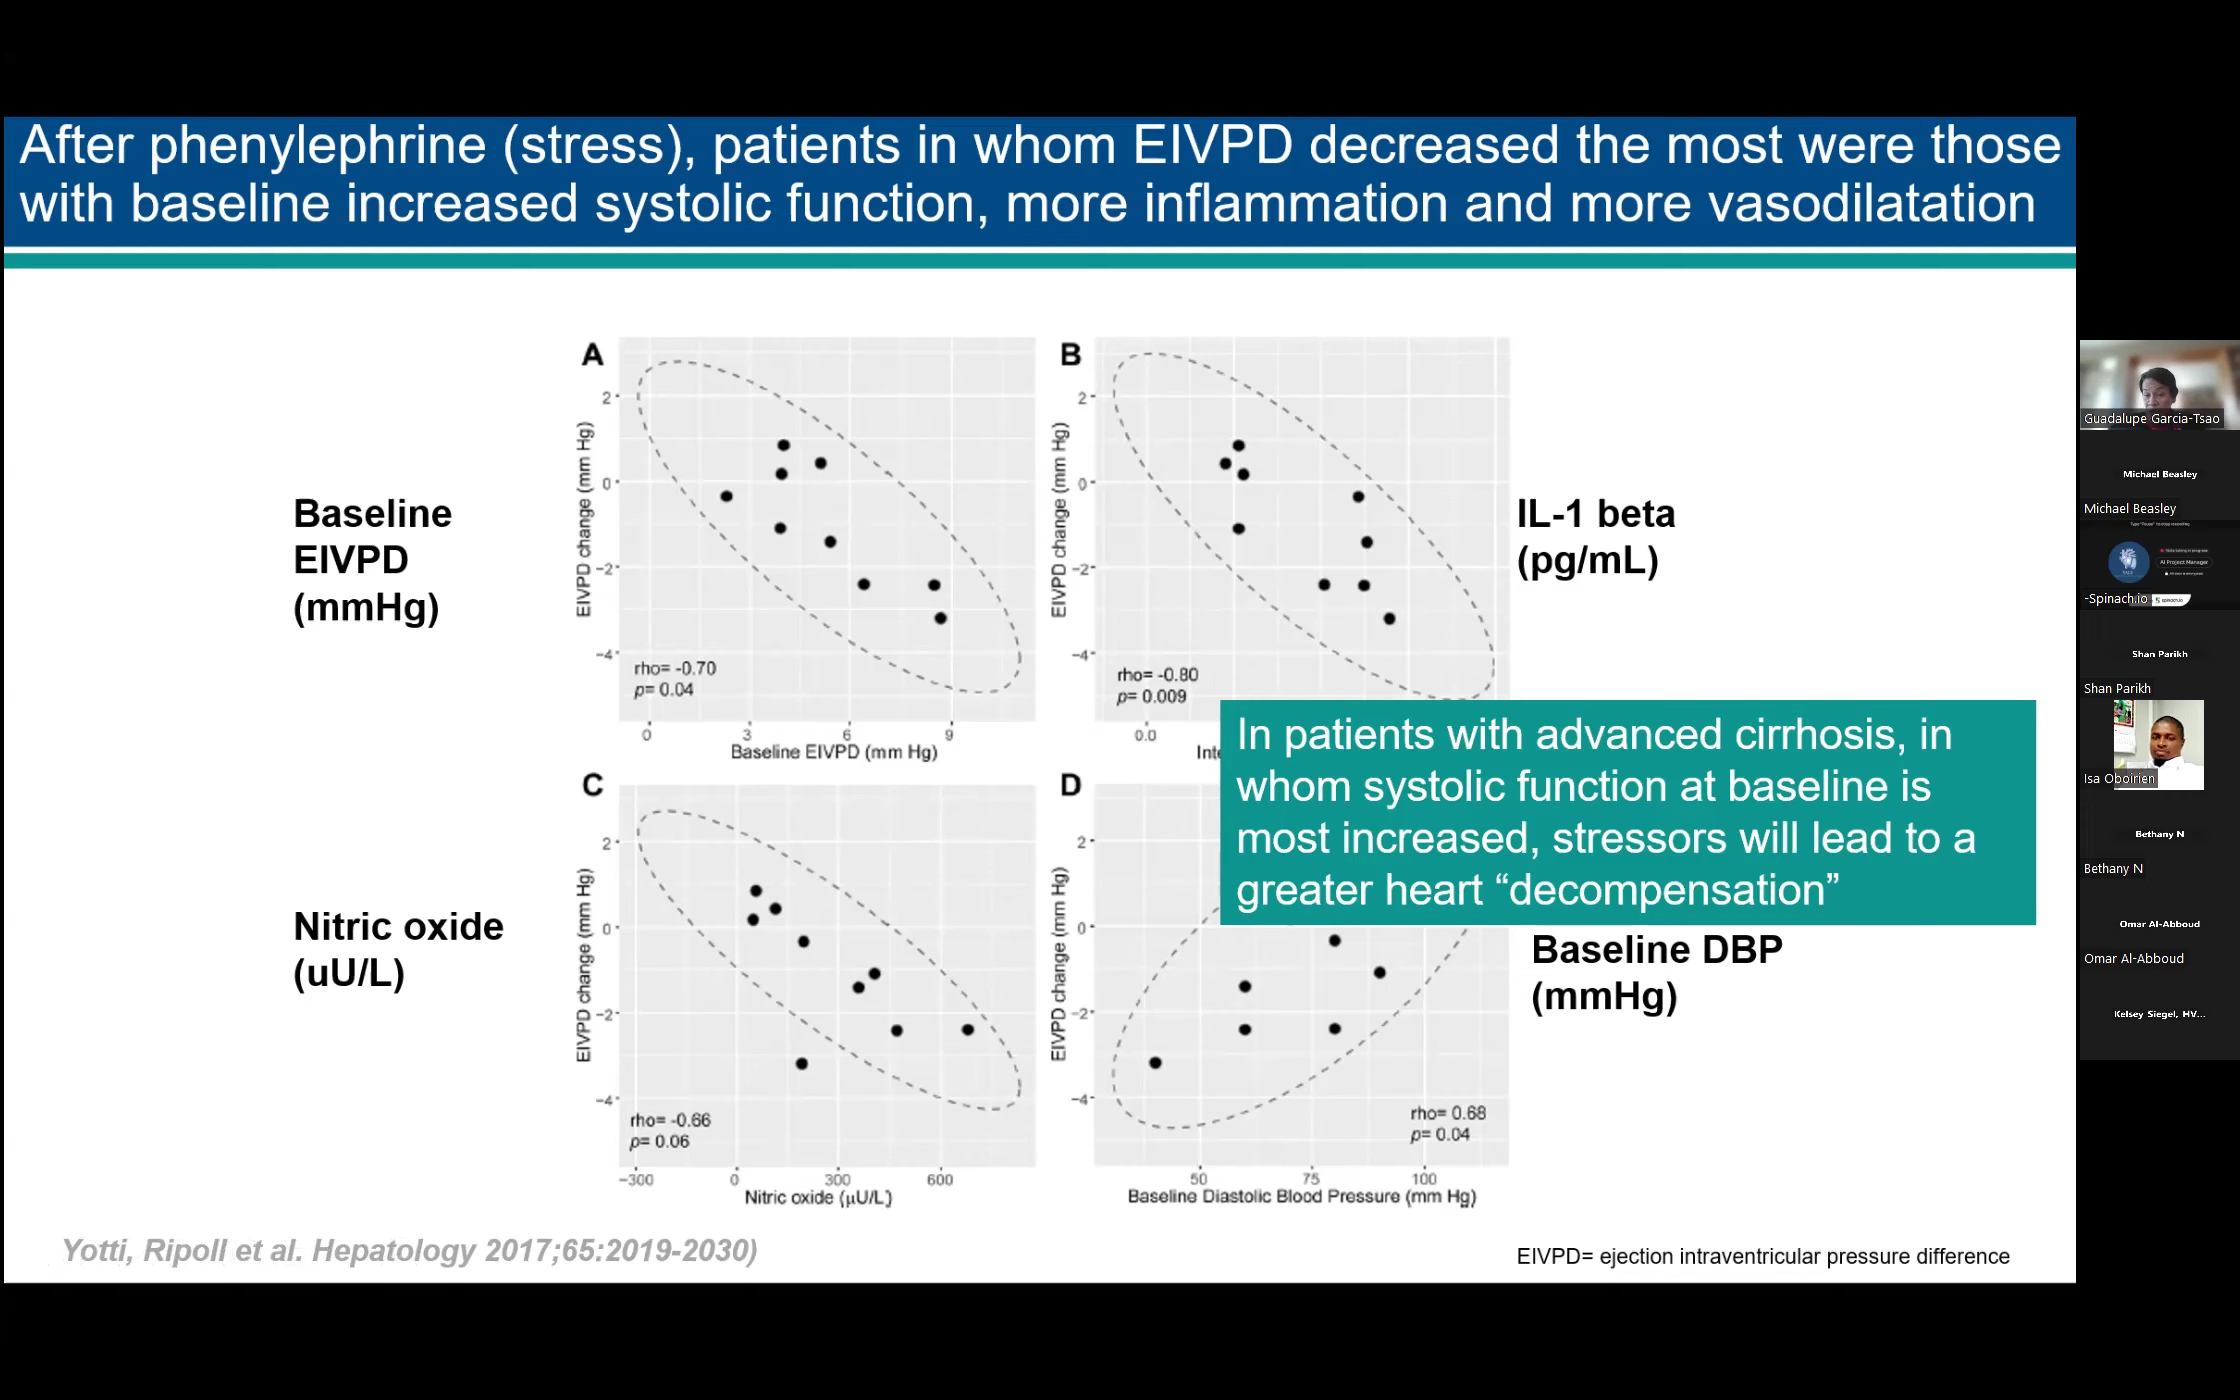 After phenylephrine (stress), patients in whom EIVPD decreased the most were those
with baseline increased systolic function, more inflammation and more vasodilatation
Baseline
EIVPD
(mmHg)
A
EIVPD change (mm Hg)
2
0
−2
−4
rho= -0.70
p= 0.04
0 3 6 9
Baseline EIVPD (mm Hg)
B
EIVPD change (mm Hg)
2
0
−2
−4
rho= -0.80
p= 0.009
0.0
Inte
IL-1 beta
(pg/mL)
In patients with advanced cirrhosis, in
whom systolic function at baseline is
most increased, stressors will lead to a
greater heart “decompensation”
Nitric oxide
(uU/L)
C
EIVPD change (mm Hg)
2
0
−2
−4
rho= -0.66
p= 0.06
−300 0 300 600
Nitric oxide (μU/L)
D
EIVPD change (mm Hg)
2
0
−2
−4
rho= 0.68
p= 0.04
50 75 100
Baseline Diastolic Blood Pressure (mm Hg)
Baseline DBP
(mmHg)
Yotti, Ripoll et al. Hepatology 2017;65:2019-2030)
EIVPD= ejection intraventricular pressure difference
Guadalupe Garcia-Tsao
Michael Beasley
Michael Beasley
AI Project Manager
-Spinach.io
spinach.io
Shan Parikh
Shan Parikh
Isa Oboirien
Bethany N
Bethany N
Omar Al-Abboud
Omar Al-Abboud
Kelsey Siegel, HV...